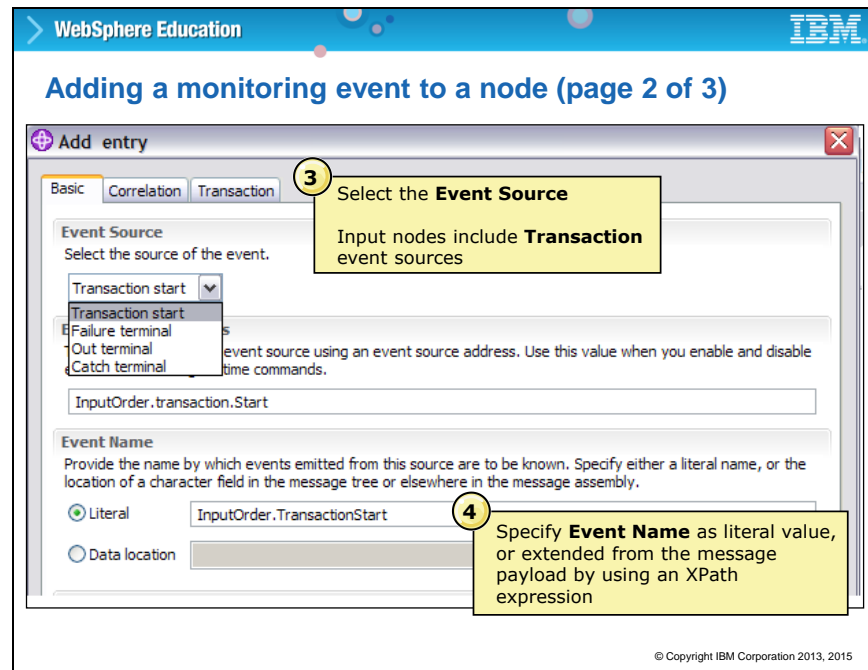 WebSphere Education
IBM
Adding a monitoring event to a node (page 2 of 3)
Add entry
Basic Correlation Transaction
3
Select the Event Source
Input nodes include Transaction
event sources
Event Source
Select the source of the event.
Transaction start
Transaction start
Failure terminal
Out terminal
Catch terminal
event source using an event source address. Use this value when you enable and disable
time commands.
InputOrder.transaction.Start
Event Name
Provide the name by which events emitted from this source are to be known. Specify either a literal name, or the
location of a character field in the message tree or elsewhere in the message assembly.
Literal InputOrder.TransactionStart
4
Specify Event Name as literal value,
or extended from the message
payload by using an XPath
expression
Data location
© Copyright IBM Corporation 2013, 2015